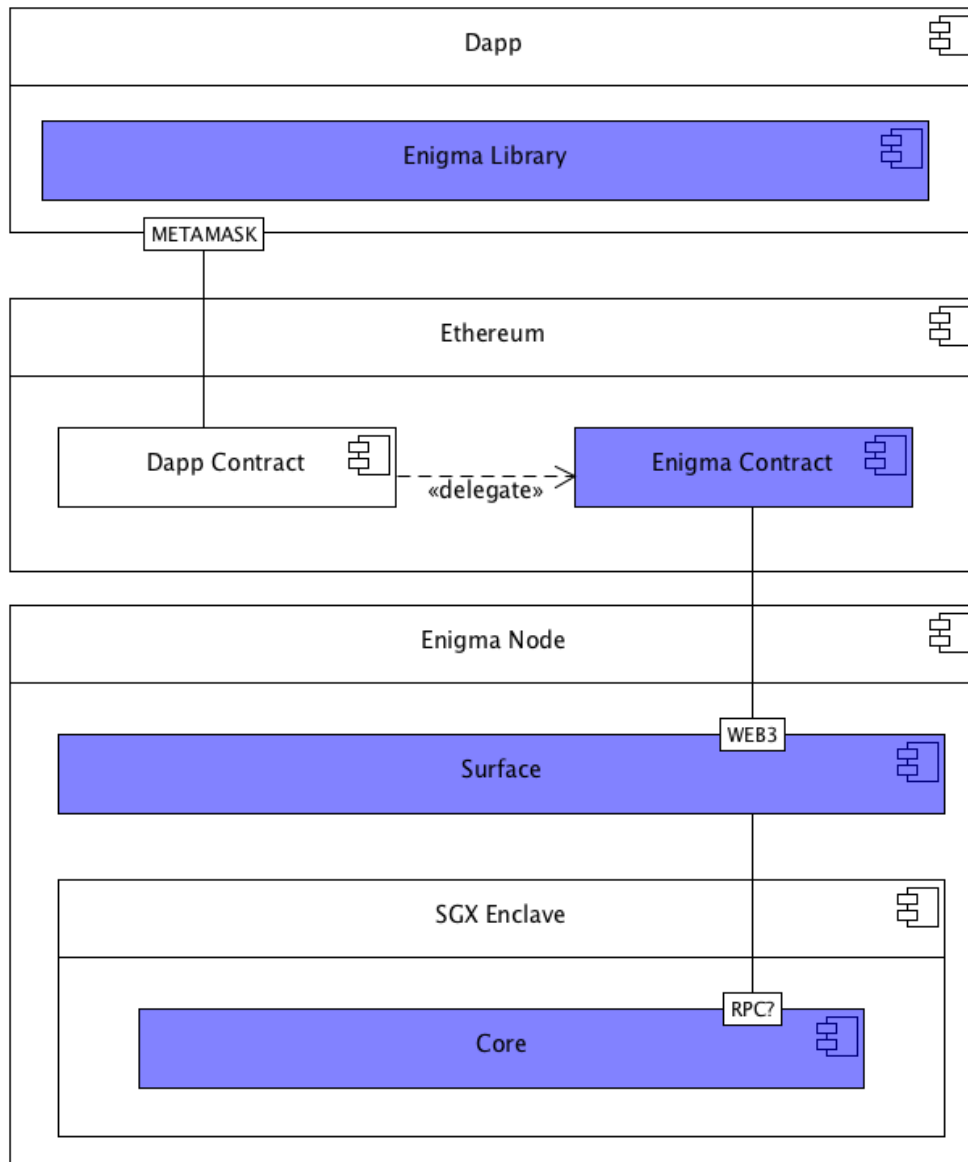 Dapp
Enigma Library
METAMASK
Ethereum
Dapp Contract
«delegate»
Enigma Contract
Enigma Node
WEB3
Surface
SGX Enclave
RPC?
Core